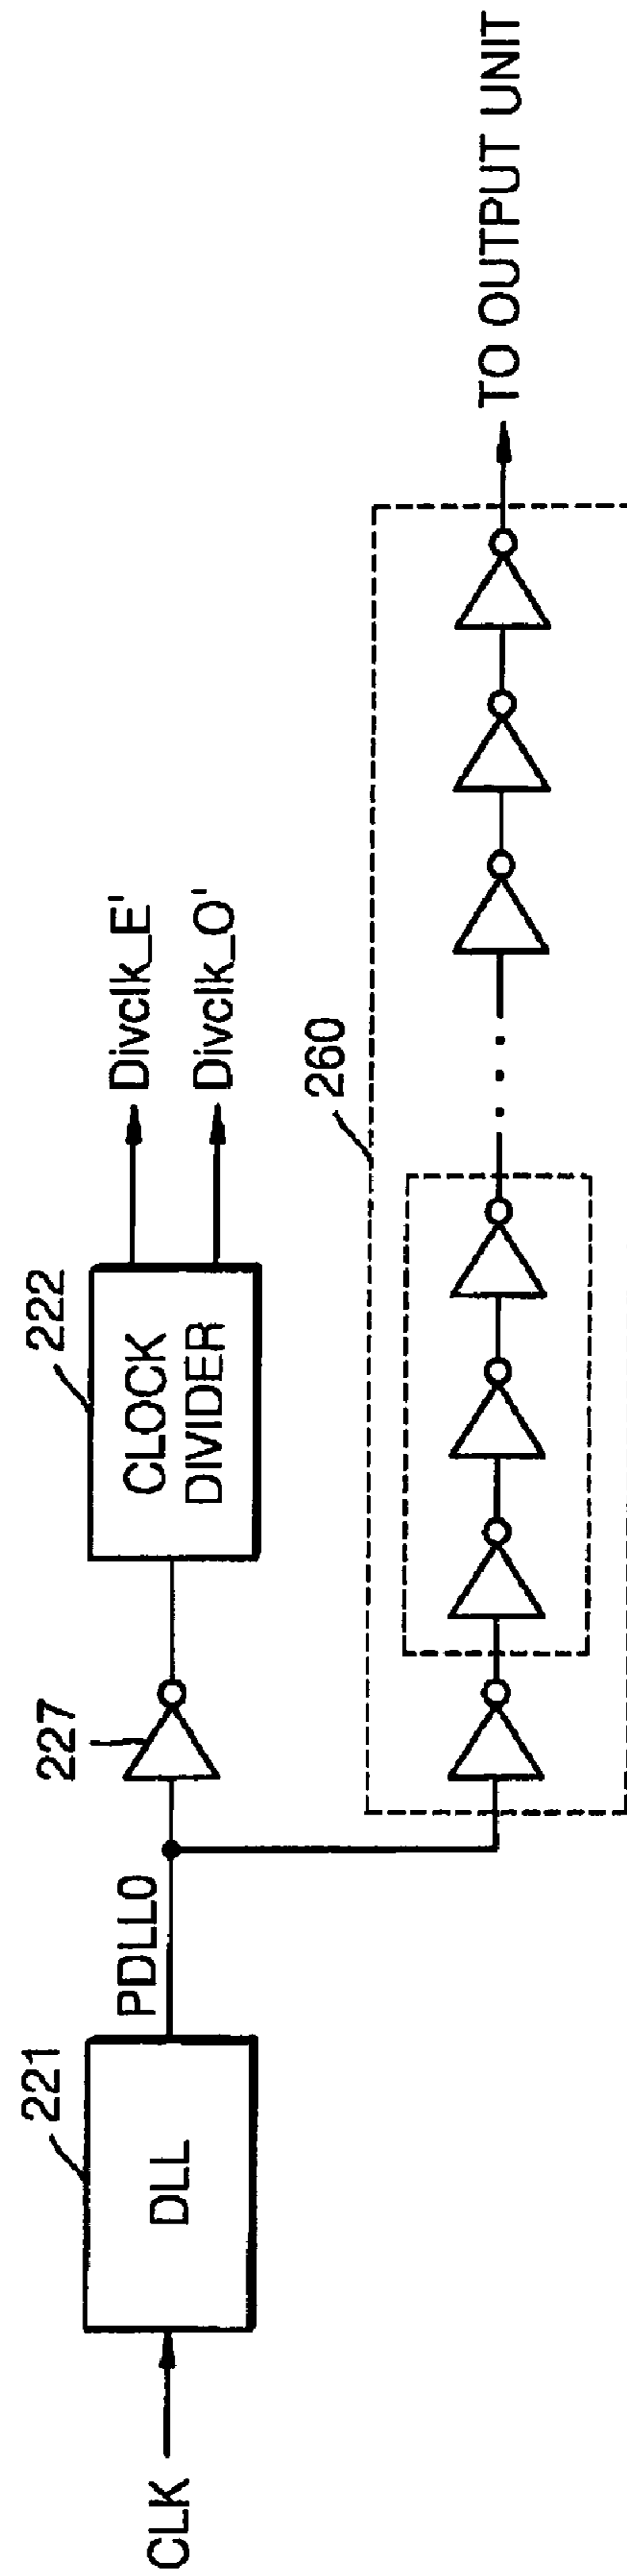 CLK
221
DLL
PDLL0
227
222
CLOCK
DIVIDER
Divclk_E'
Divclk_O'
260
TO OUTPUT UNIT